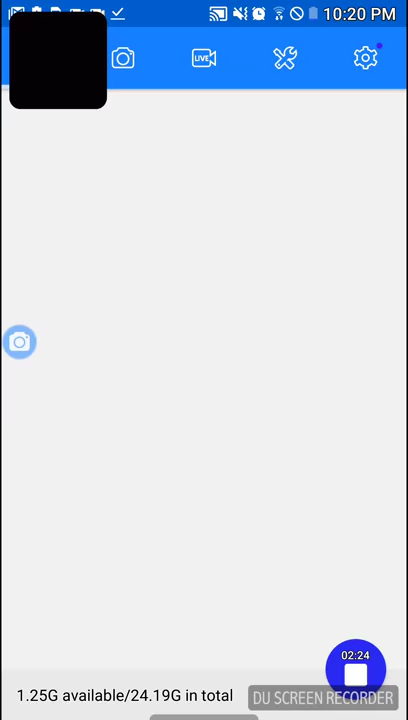 10:20 PM
LIVE
02:24
1.25G available/24.19G in total
DU SCREEN RECORDER